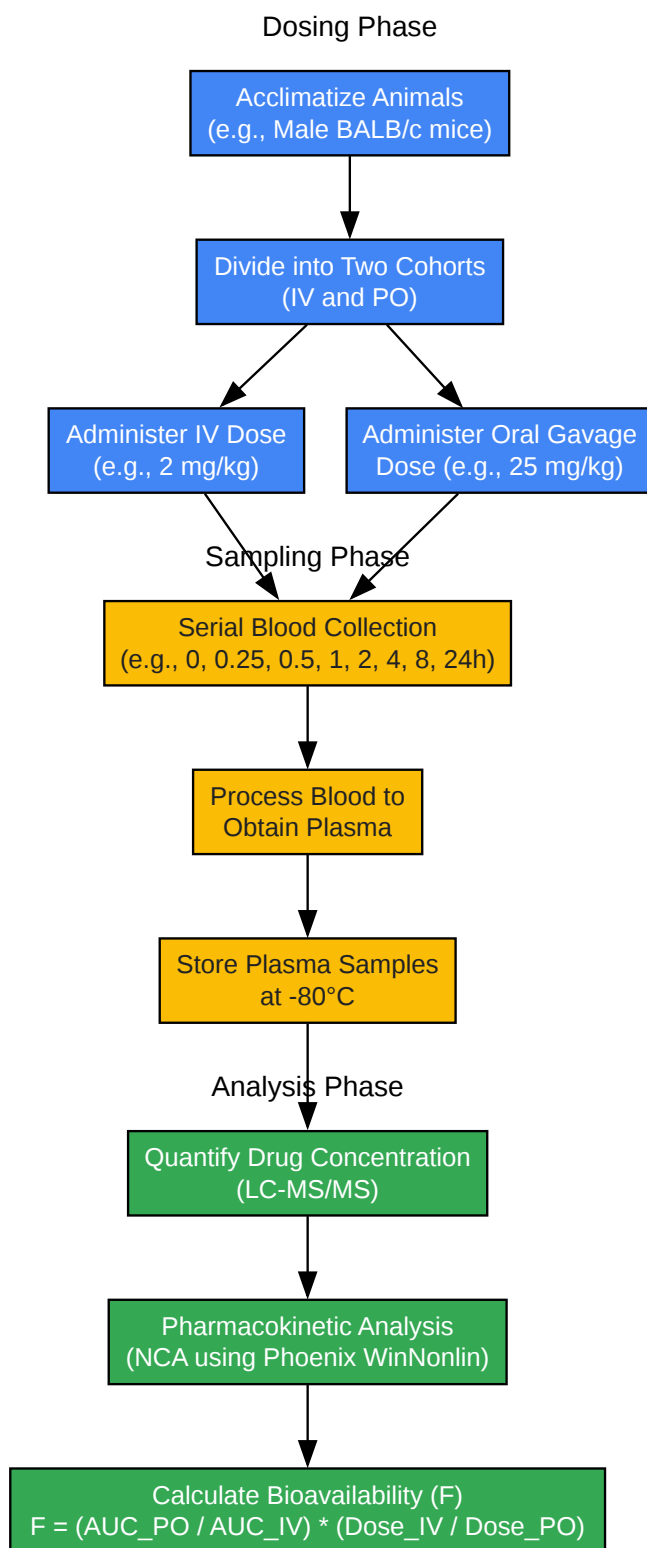 Dosing Phase
Acclimatize Animals
(e.g., Male BALB/c mice)
Divide into Two Cohorts
(IV and PO)
Administer IV Dose
(e.g., 2 mg/kg)
Administer Oral Gavage
Dose (e.g., 25 mg/kg)
Sampling Phase
Serial Blood Collection
(e.g., 0, 0.25, 0.5, 1, 2, 4, 8, 24h)
Process Blood to
Obtain Plasma
Store Plasma Samples
at -80°C
Analysis Phase
Quantify Drug Concentration
(LC-MS/MS)
Pharmacokinetic Analysis
(NCA using Phoenix WinNonlin)
Calculate Bioavailability (F)
F = (AUC_PO / AUC_IV) * (Dose_IV / Dose_PO)